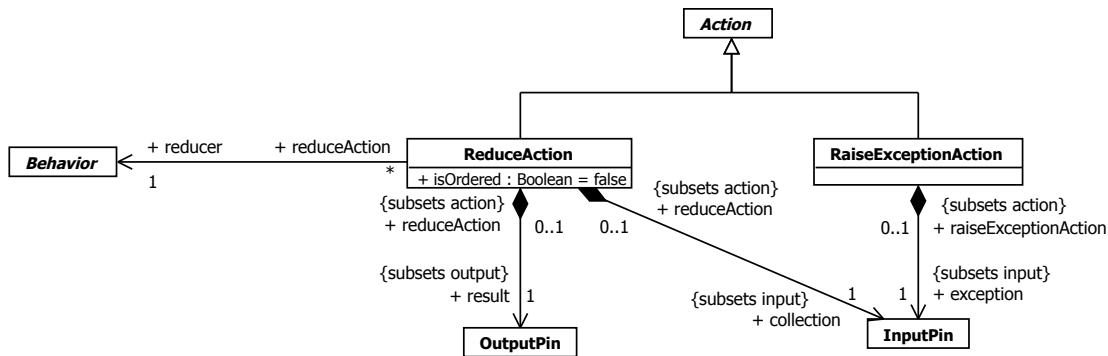 Action
ReduceAction
+ isOrdered : Boolean = false
RaiseExceptionAction
Behavior
+ reducer
1
+ reduceAction
*
{subsets action}
+ reduceAction
0..1
0..1
{subsets action}
+ reduceAction
{subsets action}
0..1
+ raiseExceptionAction
{subsets output}
+ result
1
{subsets input}
+ collection
1
{subsets input}
1
+ exception
OutputPin
InputPin